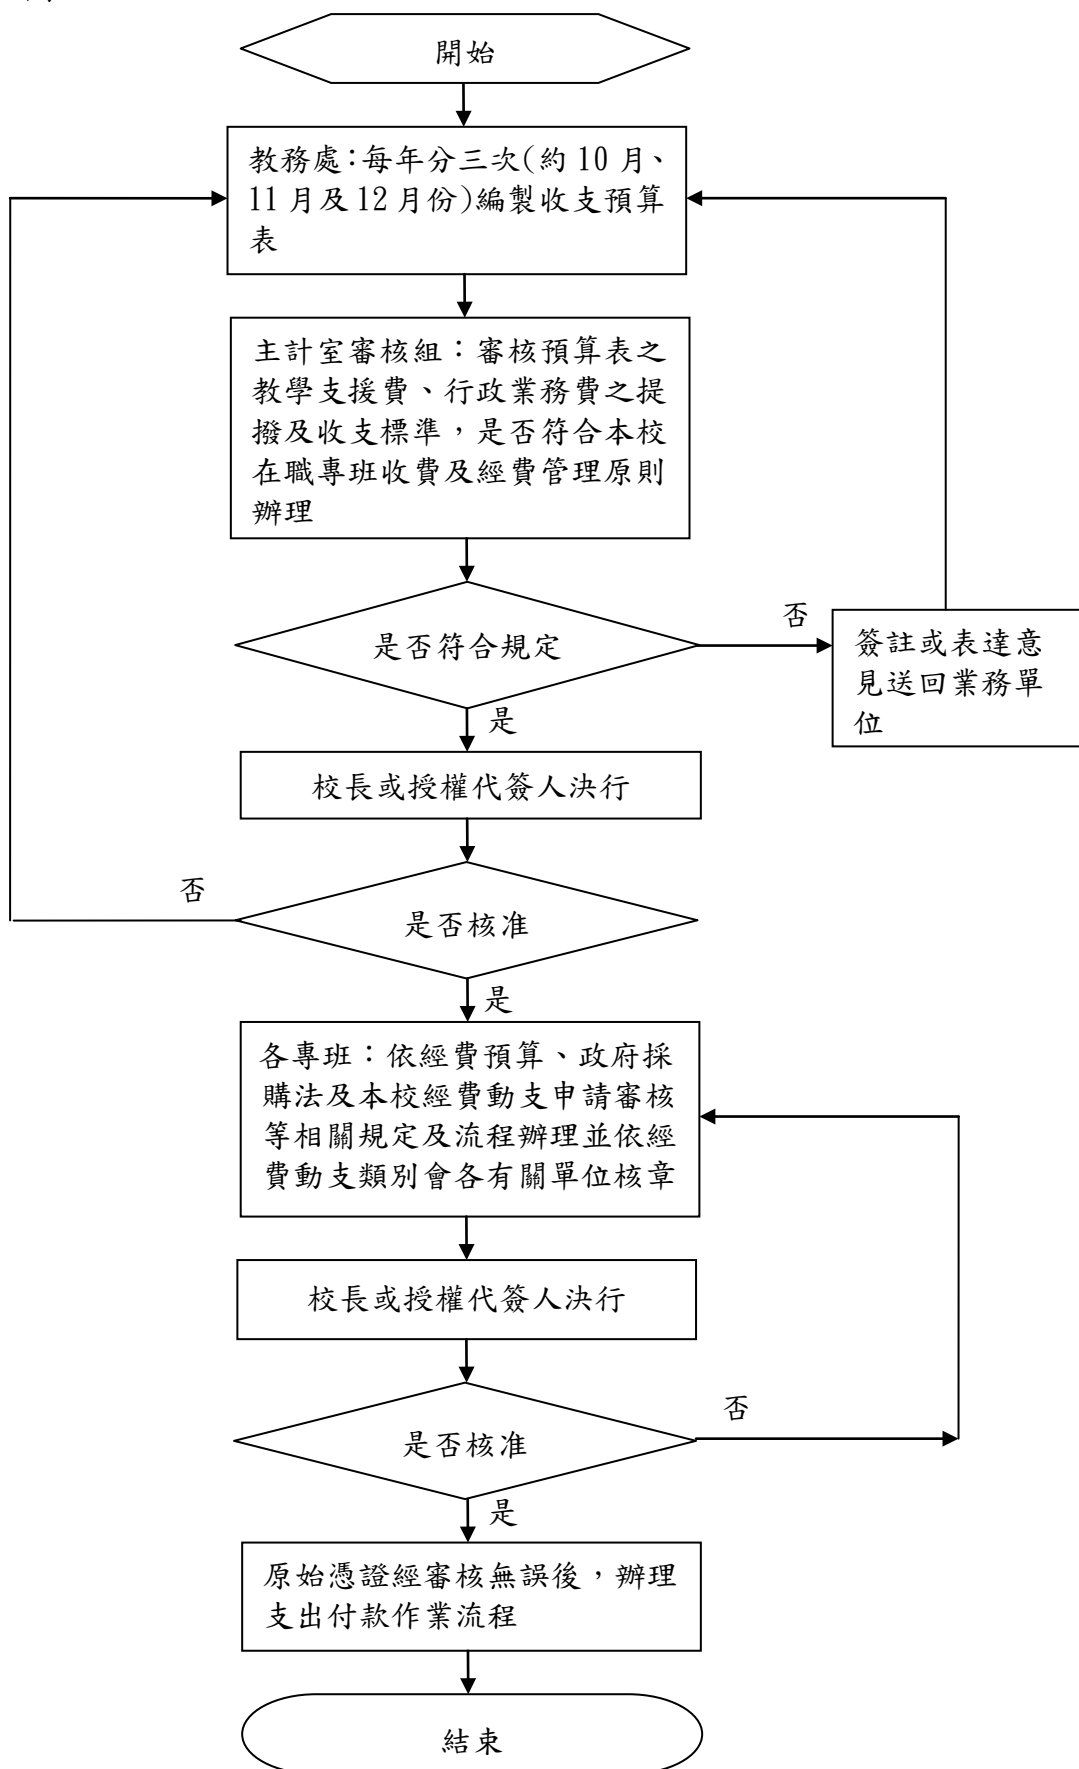 開始
教務處:每年分三次(約10月、
11月及12月份)編製收支預算
表
主計室審核組：審核預算表之
教學支援費、行政業務費之提
撥及收支標準，是否符合本校
在職專班收費及經費管理原則
辦理
是否符合規定
否
簽註或表達意
見送回業務單
位
是
校長或授權代簽人決行
否
是否核准
是
各專班：依經費預算、政府採
購法及本校經費動支申請審核
等相關規定及流程辦理並依經
費動支類別會各有關單位核章
校長或授權代簽人決行
否
是否核准
是
原始憑證經審核無誤後，辦理
支出付款作業流程
結束